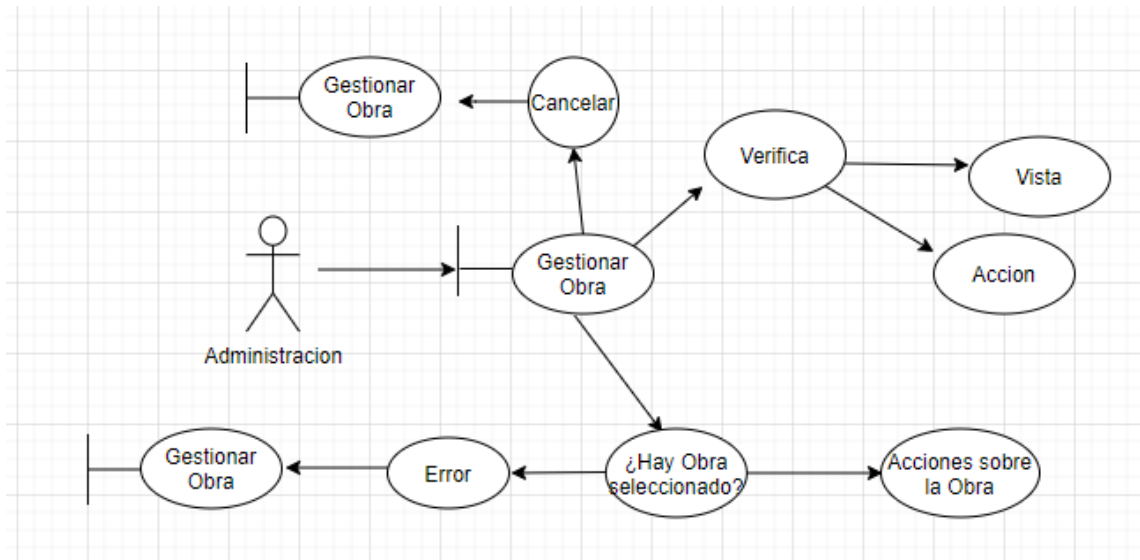 Gestionar
Obra
Cancelar
Verifica
Vista
Gestionar
Obra
Accion
Administracion
Gestionar
Obra
Error
¿Hay Obra
seleccionado?
Acciones sobre
la Obra